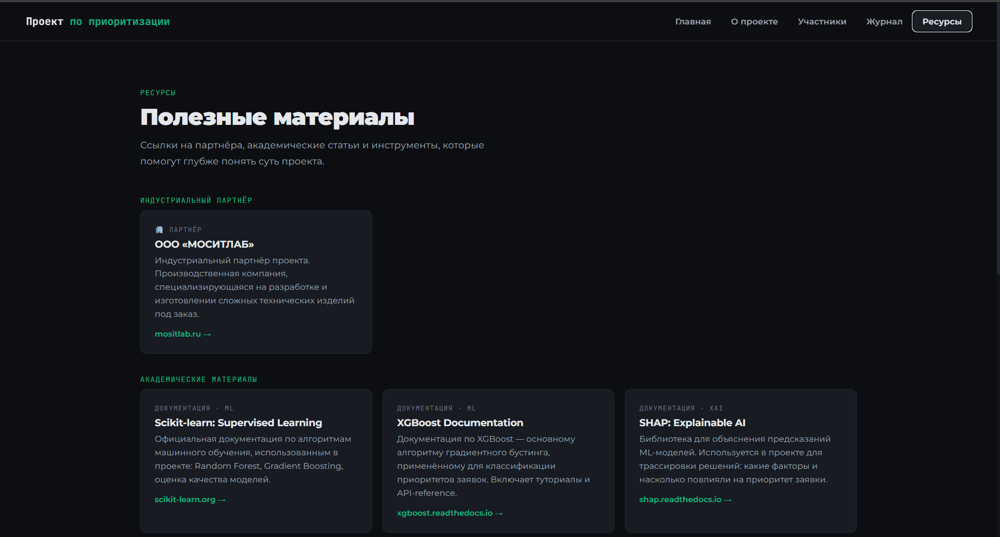 Проект по приоритизации
Главная
О проекте
Участники
Журнал
Ресурсы
РЕСУРСЫ
Полезные материалы
Ссылки на партнёра, академические статьи и инструменты, которые
помогут глубже понять суть проекта.
ИНДУСТРИАЛЬНЫЙ ПАРТНЁР
ПАРТНЁР
ООО «МОСИТЛАБ»
Индустриальный партнёр проекта.
Производственная компания,
специализирующаяся на разработке и
изготовлении сложных технических изделий
под заказ.
mositlab.ru →
АКАДЕМИЧЕСКИЕ МАТЕРИАЛЫ
ДОКУМЕНТАЦИЯ · ML
Scikit-learn: Supervised Learning
Официальная документация по алгоритмам
машинного обучения, использованным в
проекте: Random Forest, Gradient Boosting,
оценка качества моделей.
scikit-learn.org →
ДОКУМЕНТАЦИЯ · ML
XGBoost Documentation
Документация по XGBoost — основному
алгоритму градиентного бустинга,
применённому для классификации
приоритетов заявок. Включает туториалы и
API-reference.
xgboost.readthedocs.io →
ДОКУМЕНТАЦИЯ · XAI
SHAP: Explainable AI
Библиотека для объяснения предсказаний
ML-моделей. Используется в проекте для
трассировки решений: какие факторы и
насколько повлияли на приоритет заявки.
shap.readthedocs.io →